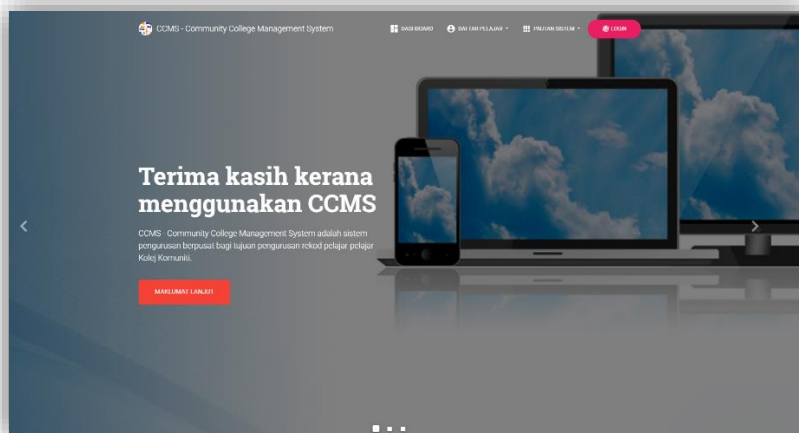 CCMS - Community College Management System
DASHBOARD
DAFTAR PELAJAR
PAUTAN SISTEM
LOGIN
Terima kasih kerana
menggunakan CCMS
CCMS - Community College Management System adalah sistem
pengurusan berpusat bagi tujuan pengurusan rekod pelajar pelajar
Kolej Komuniti.
MAKLUMAT LANJUT